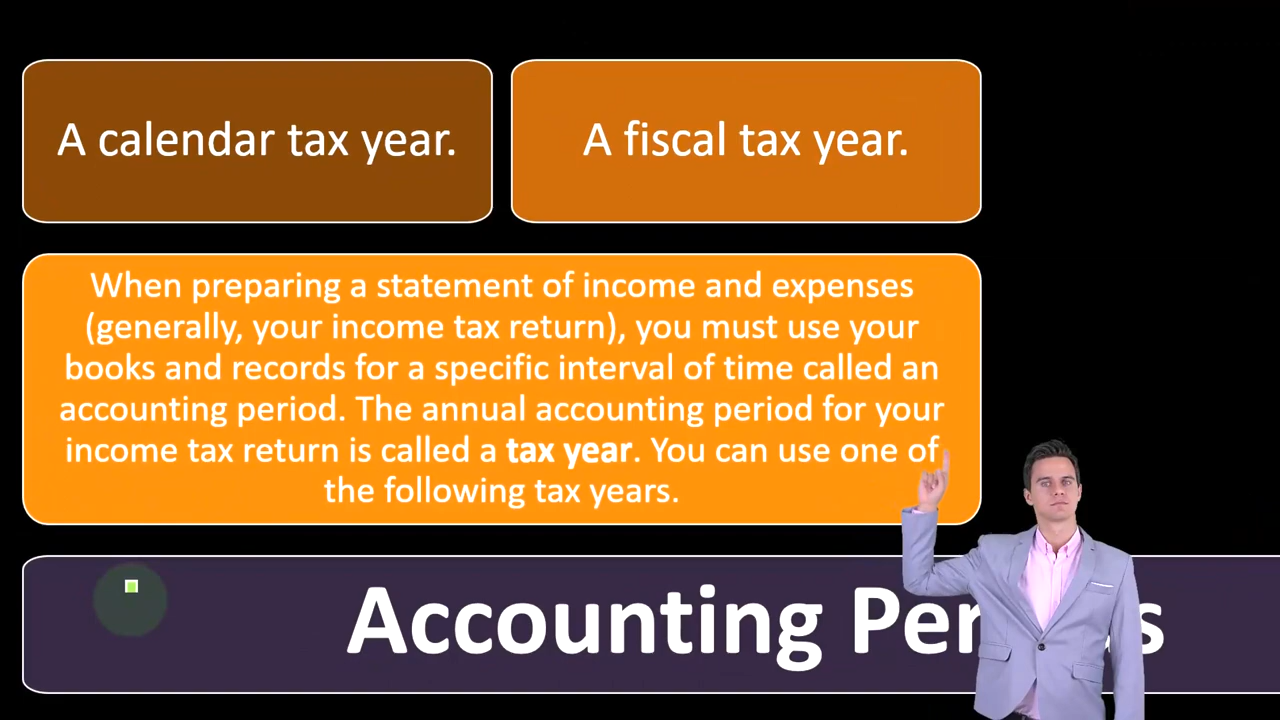 A calendar tax year.
A fiscal tax year.
When preparing a statement of income and expenses
(generally, your income tax return), you must use your
books and records for a specific interval of time called an
accounting period. The annual accounting period for your
income tax return is called a tax year. You can use one of
the following tax years.
Accounting